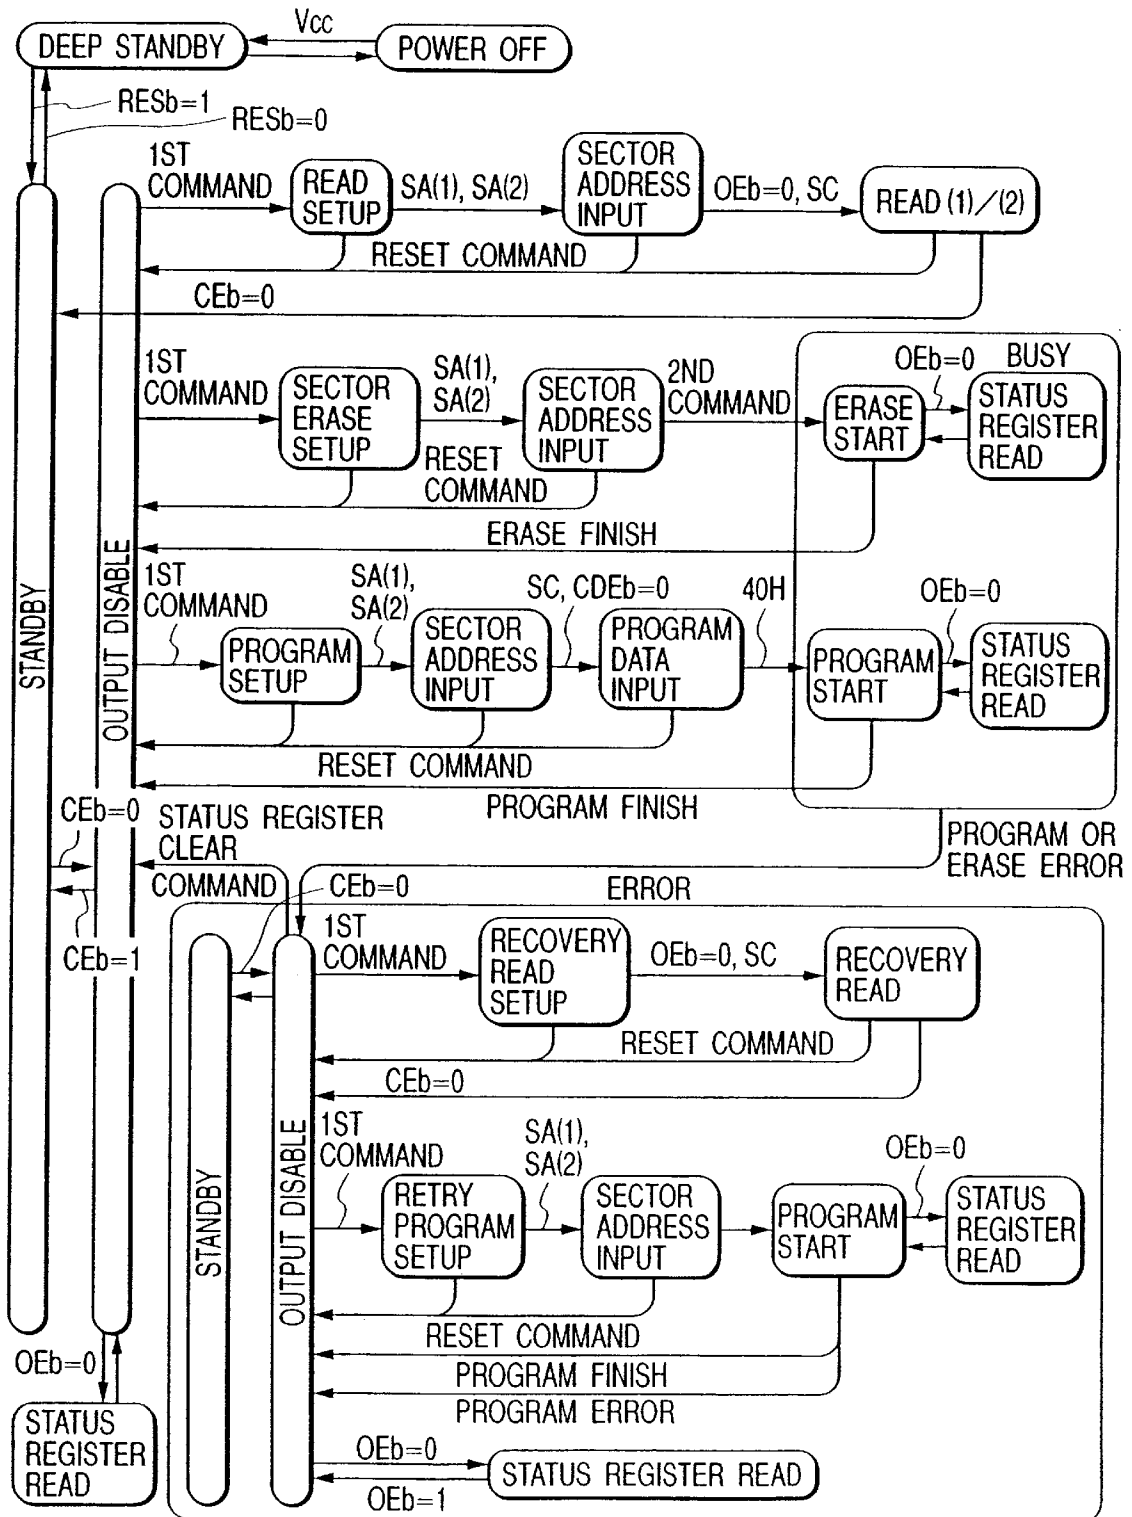 Vcc
DEEP STANDBY
POWER OFF
RESb=1
RESb=0
1ST
COMMAND
READ
SETUP
SA(1), SA(2)
SECTOR
ADDRESS
INPUT
OEb=0, SC
READ (1)/(2)
RESET COMMAND
CEb=0
1ST
COMMAND
SECTOR
ERASE
SETUP
SA(1),
SA(2)
SECTOR
ADDRESS
INPUT
2ND
COMMAND
OEb=0
BUSY
ERASE
START
STATUS
REGISTER
READ
RESET
COMMAND
ERASE FINISH
STANDBY
OUTPUT DISABLE
1ST
COMMAND
PROGRAM
SETUP
SA(1),
SA(2)
SECTOR
ADDRESS
INPUT
SC, CDEb=0
PROGRAM
DATA
INPUT
40H
PROGRAM
START
OEb=0
STATUS
REGISTER
READ
RESET COMMAND
PROGRAM FINISH
CEb=0
CEb=1
STATUS REGISTER
CLEAR
COMMAND
PROGRAM OR
ERASE ERROR
CEb=0
ERROR
STANDBY
OUTPUT DISABLE
1ST
COMMAND
RECOVERY
READ
SETUP
OEb=0, SC
RECOVERY
READ
RESET COMMAND
CEb=0
1ST
COMMAND
RETRY
PROGRAM
SETUP
SA(1),
SA(2)
SECTOR
ADDRESS
INPUT
PROGRAM
START
OEb=0
STATUS
REGISTER
READ
RESET COMMAND
PROGRAM FINISH
PROGRAM ERROR
OEb=0
STATUS
REGISTER
READ
OEb=0
STATUS REGISTER READ
OEb=1